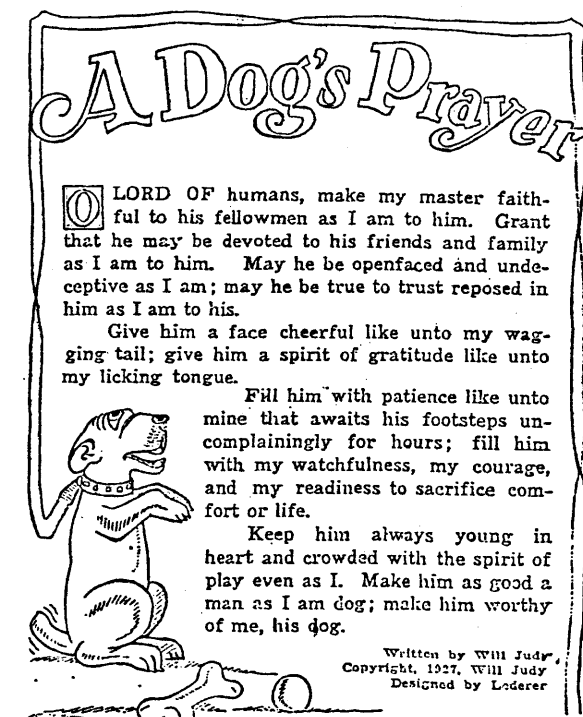 A Dog's Prayer
O LORD OF humans, make my master faith-
ful to his fellowmen as I am to him. Grant
that he may be devoted to his friends and family
as I am to him. May he be openfaced and unde-
ceptive as I am; may he be true to trust reposed in
him as I am to his.
Give him a face cheerful like unto my wag-
ging tail; give him a spirit of gratitude like unto
my licking tongue.
Fill him with patience like unto
mine that awaits his footsteps un-
complainingly for hours; fill him
with my watchfulness, my courage,
and my readiness to sacrifice com-
fort or life.
Keep him always young in
heart and crowded with the spirit of
play even as I. Make him as good a
man as I am dog; make him worthy
of me, his dog.
Written by Will Judy,
Copyright, 1927, Will Judy
Designed by Lederer